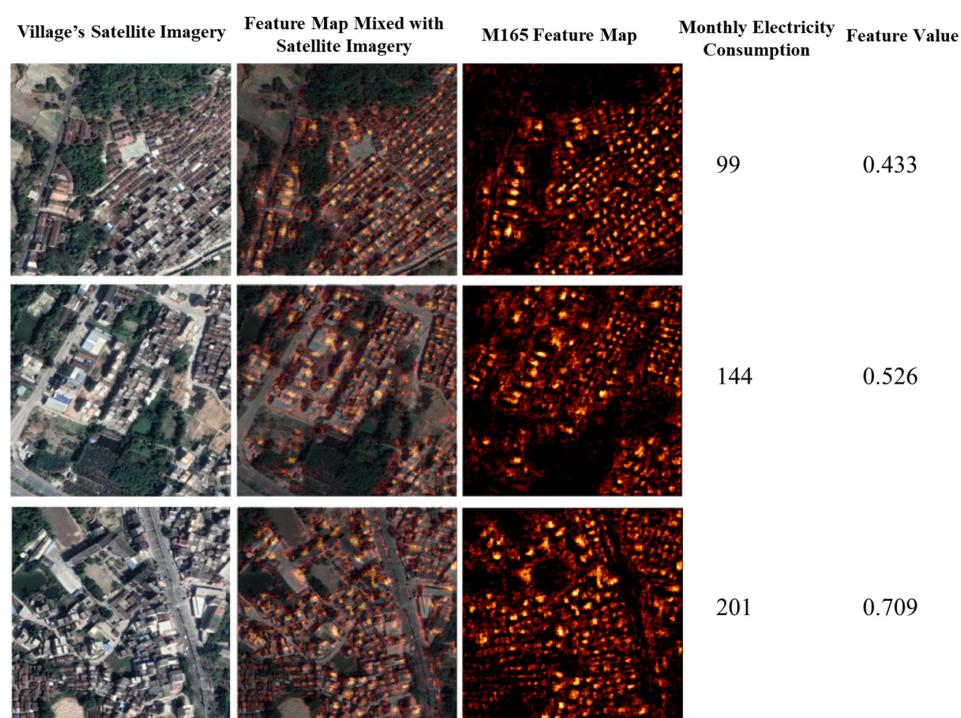 Village's Satellite Imagery
Feature Map Mixed with
Satellite Imagery
M165 Feature Map
Monthly Electricity
Consumption
Feature Value
99
0.433
144
0.526
201
0.709